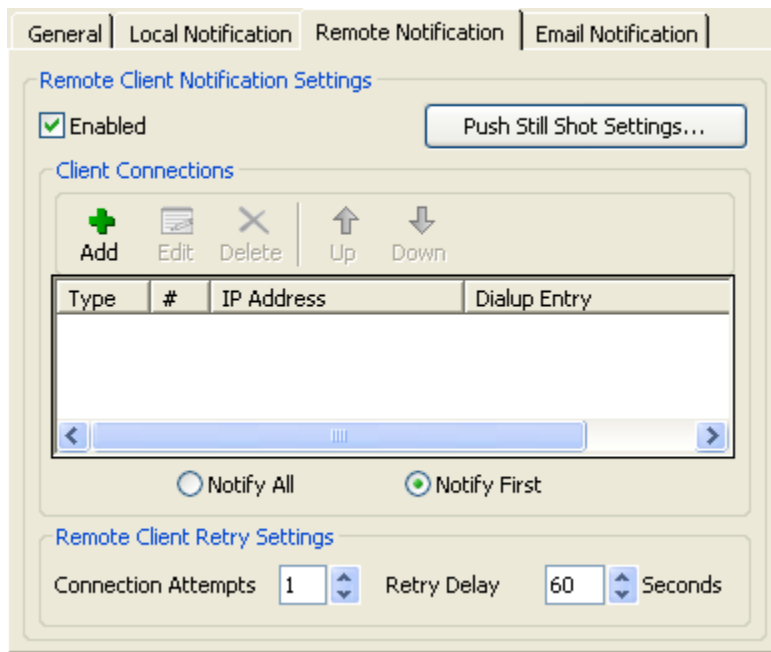 General Local Notification Remote Notification Email Notification
Remote Client Notification Settings
Enabled Push Still Shot Settings...
Client Connections
Add Edit Delete Up Down
Type # IP Address Dialup Entry
Notify All Notify First
Remote Client Retry Settings
Connection Attempts 1 Retry Delay 60 Seconds